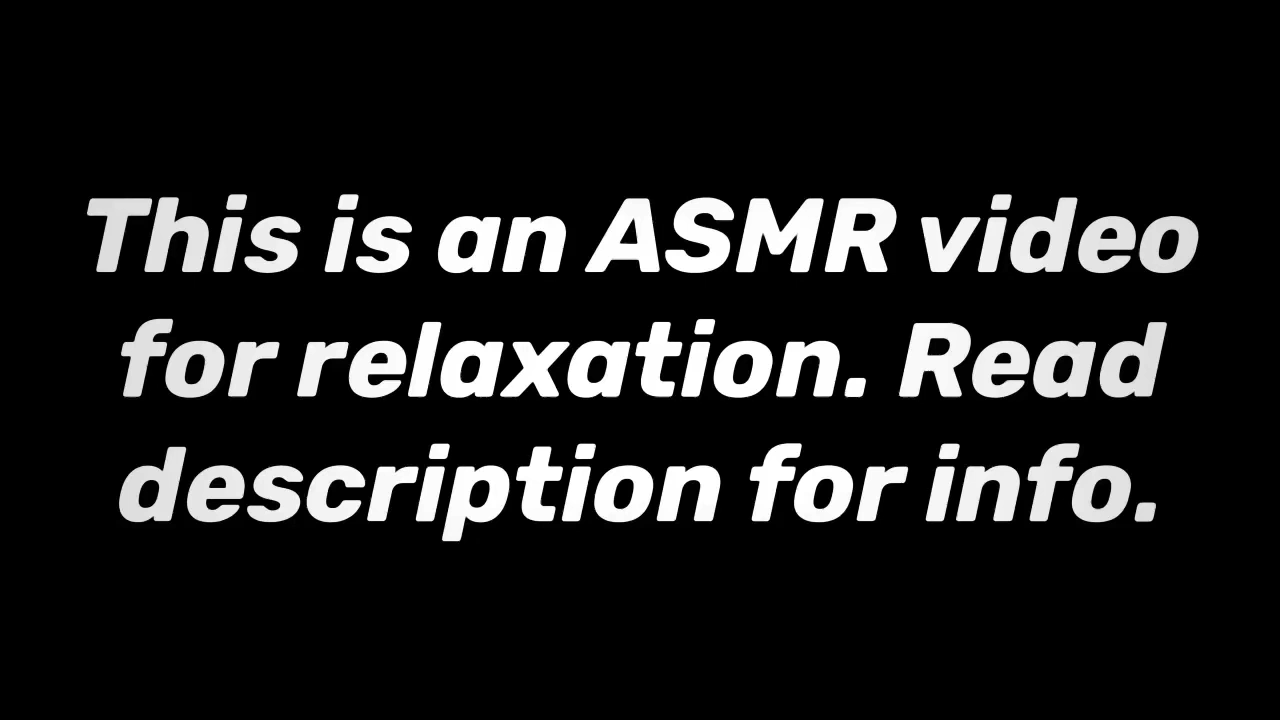 This is an ASMR video
for relaxation. Read
description for info.